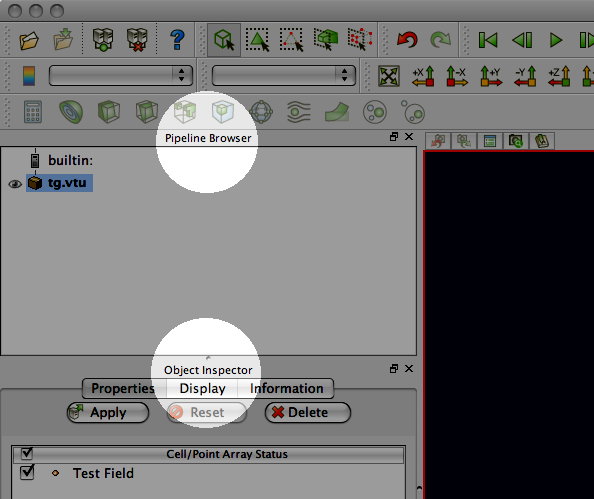 ?
+X
-X
+Y
-Y
+Z
Pipeline Browser
builtin:
tg.vtu
Object Inspector
Properties Display Information
Apply Reset Delete
Cell/Point Array Status
Test Field